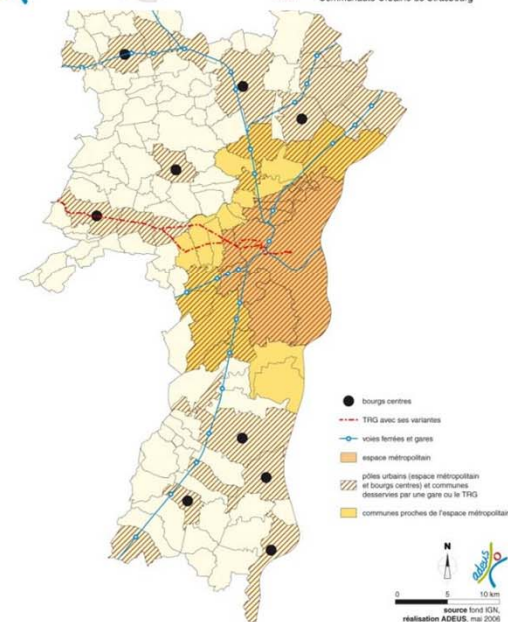 Communauté Urbaine de Strasbourg
bourgs centres
TRG avec ses variantes
voies ferrées et gares
espace métropolitain
pôles urbains (espace métropolitain
et bourgs centres) et communes
desservies par une gare ou le TRG
communes proches de l'espace métropolitain
N
adeus
0 5 10 km
source fond IGN,
réalisation ADEUS, mai 2006